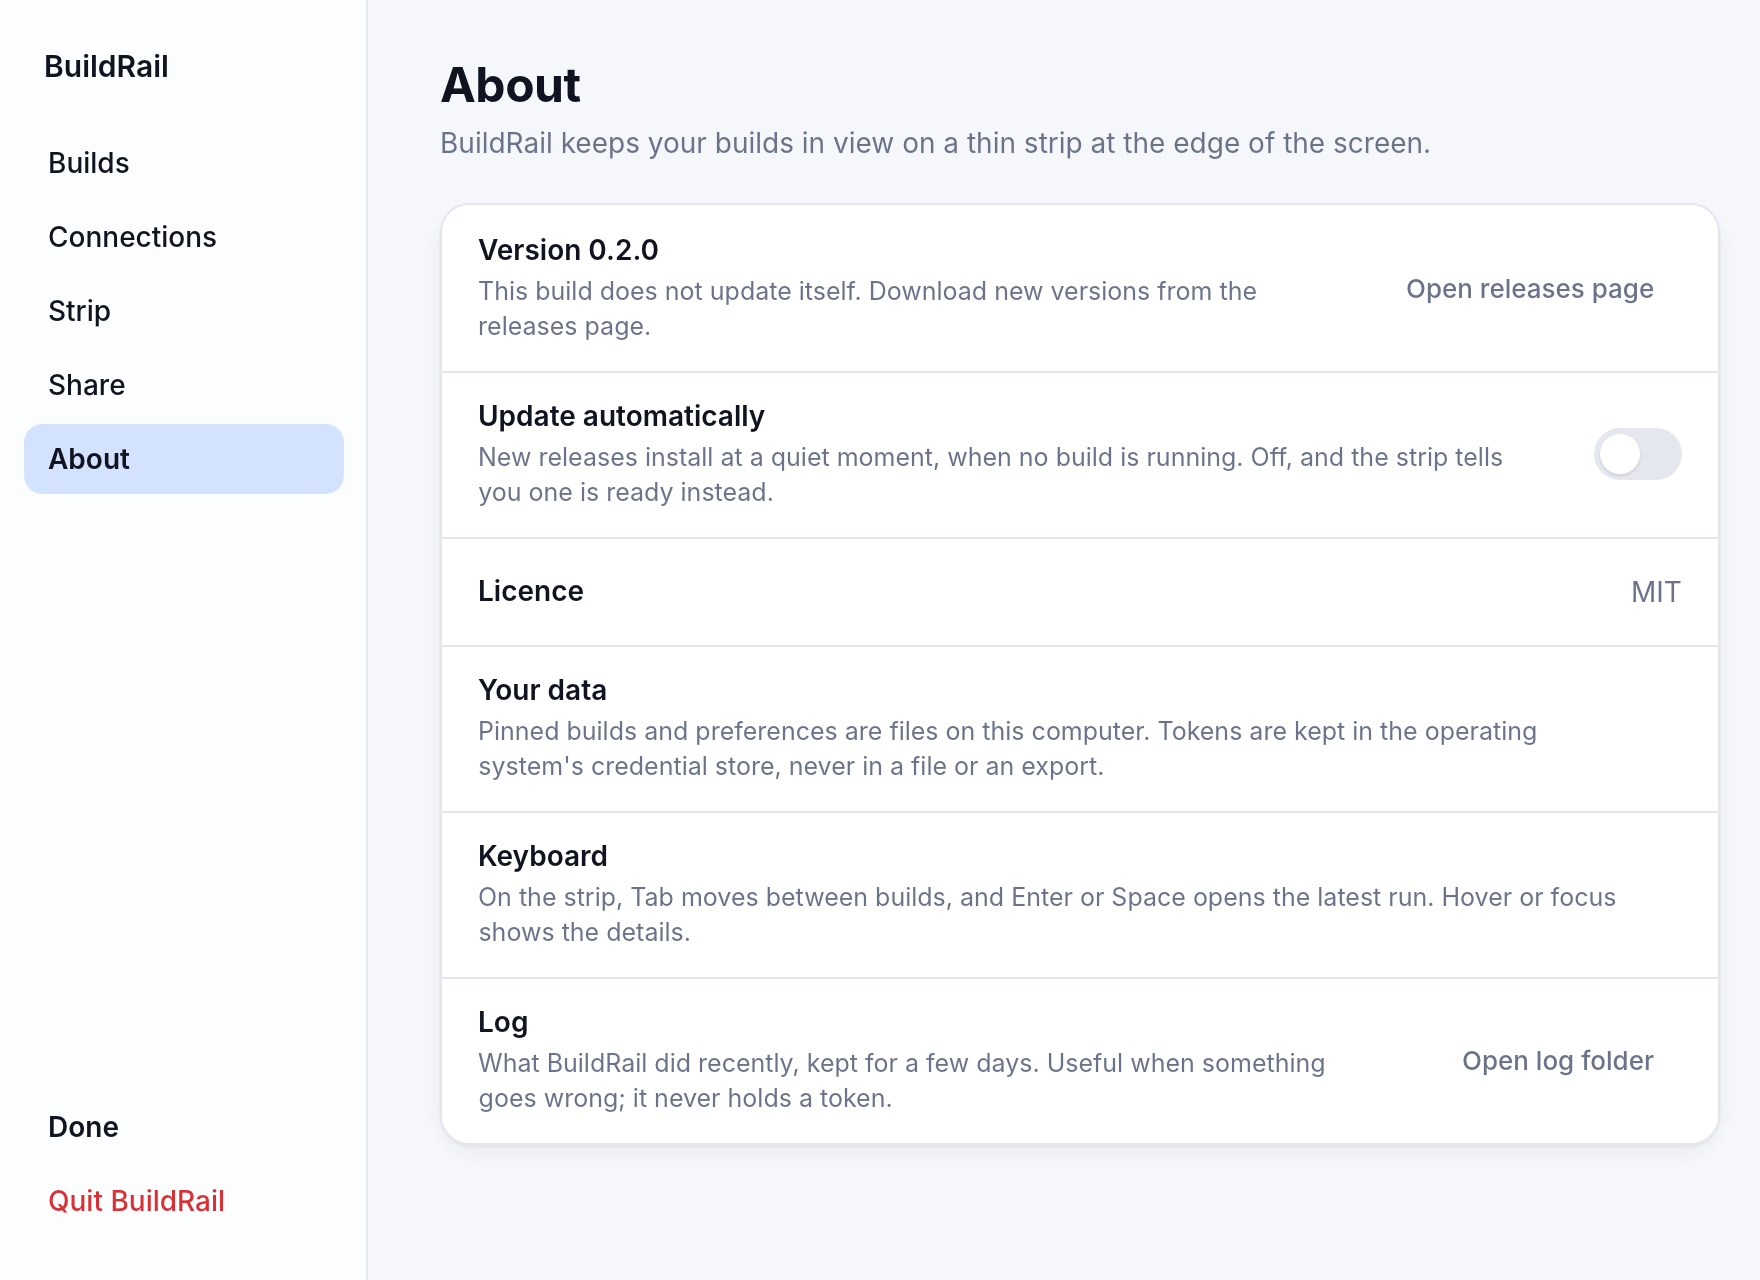 BuildRail
Builds
Connections
Strip
Share
About
Done
Quit BuildRail
About
BuildRail keeps your builds in view on a thin strip at the edge of the screen.
Version 0.2.0
This build does not update itself. Download new versions from the
releases page.
Open releases page
Update automatically
New releases install at a quiet moment, when no build is running. Off, and the strip tells
you one is ready instead.
Licence
MIT
Your data
Pinned builds and preferences are files on this computer. Tokens are kept in the operating
system's credential store, never in a file or an export.
Keyboard
On the strip, Tab moves between builds, and Enter or Space opens the latest run. Hover or focus
shows the details.
Log
What BuildRail did recently, kept for a few days. Useful when something
goes wrong; it never holds a token.
Open log folder